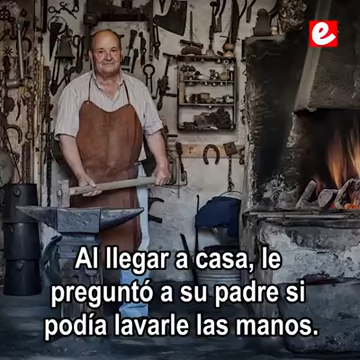 e
Al llegar a casa, le
preguntó a su padre si
podía lavarle las manos.